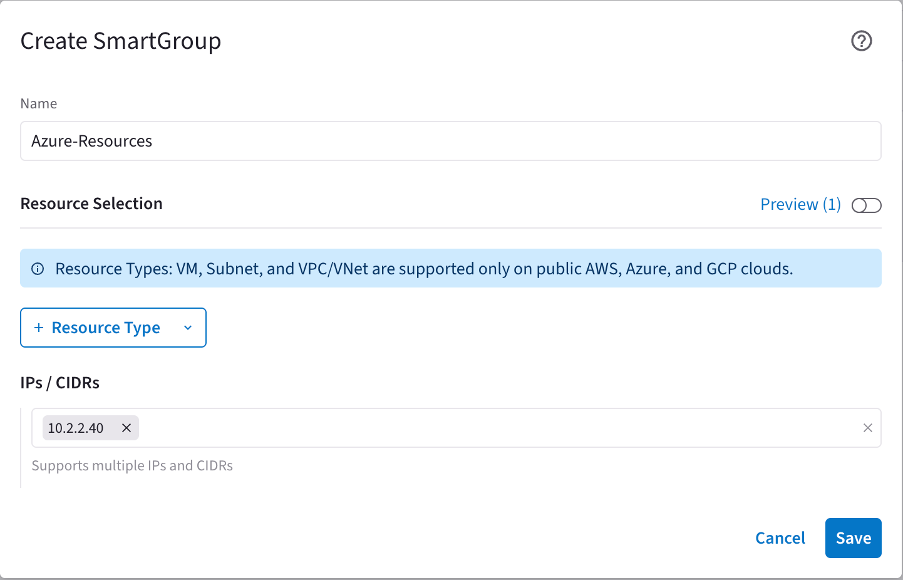 Create SmartGroup
Name
Azure-Resources
Resource Selection
Preview (1)
Resource Types: VM, Subnet, and VPC/VNet are supported only on public AWS, Azure, and GCP clouds.
+ Resource Type
IPs / CIDRs
10.2.2.40
Supports multiple IPs and CIDRs
Cancel
Save